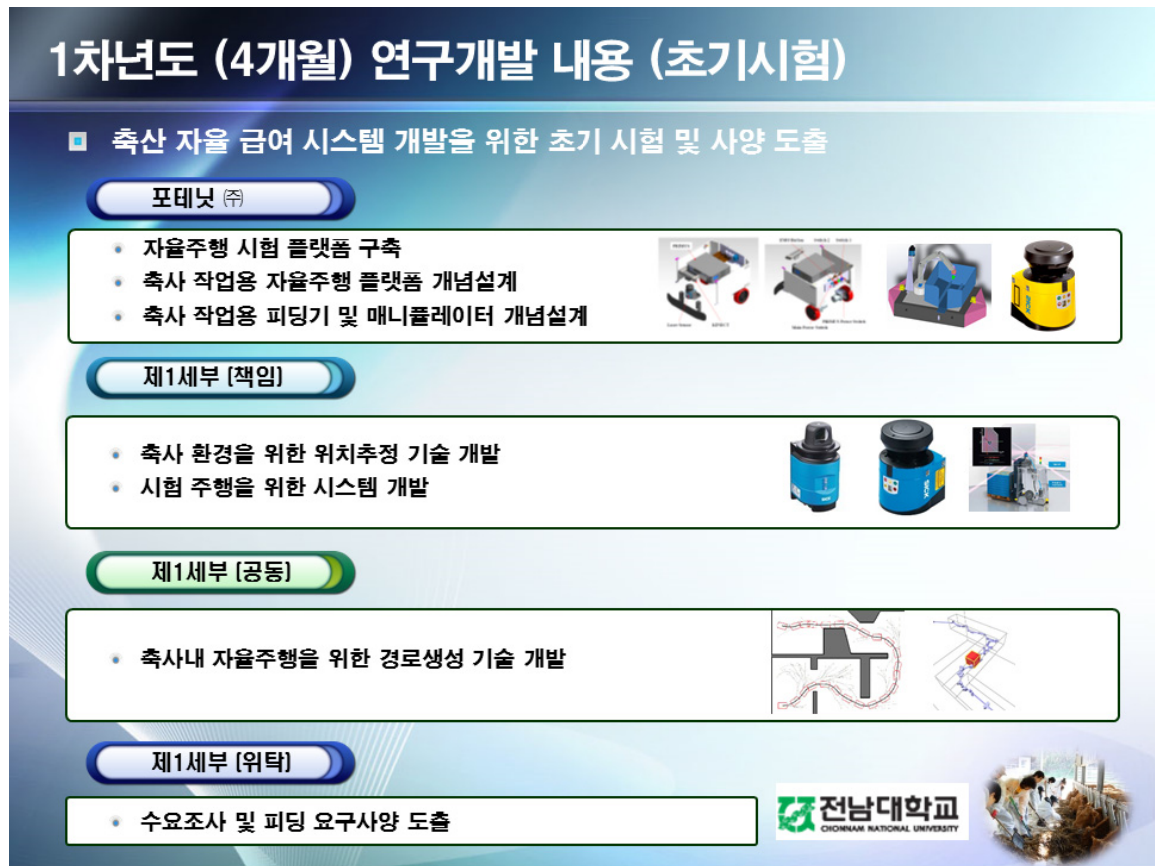 1차년도 (4개월) 연구개발 내용 (초기시험)
축산 자율 급여 시스템 개발을 위한 초기 시험 및 사양 도출
포테닛 ㈜
자율주행 시험 플랫폼 구축
축사 작업용 자율주행 플랫폼 개념설계
축사 작업용 피딩기 및 매니퓰레이터 개념설계
SICK
제1세부 (책임)
축사 환경을 위한 위치추정 기술 개발
시험 주행을 위한 시스템 개발
SICK
SICK
제1세부 (공동)
축사내 자율주행을 위한 경로생성 기술 개발
제1세부 (위탁)
수요조사 및 피딩 요구사양 도출
전남대학교
CHONNAM NATIONAL UNIVERSITY